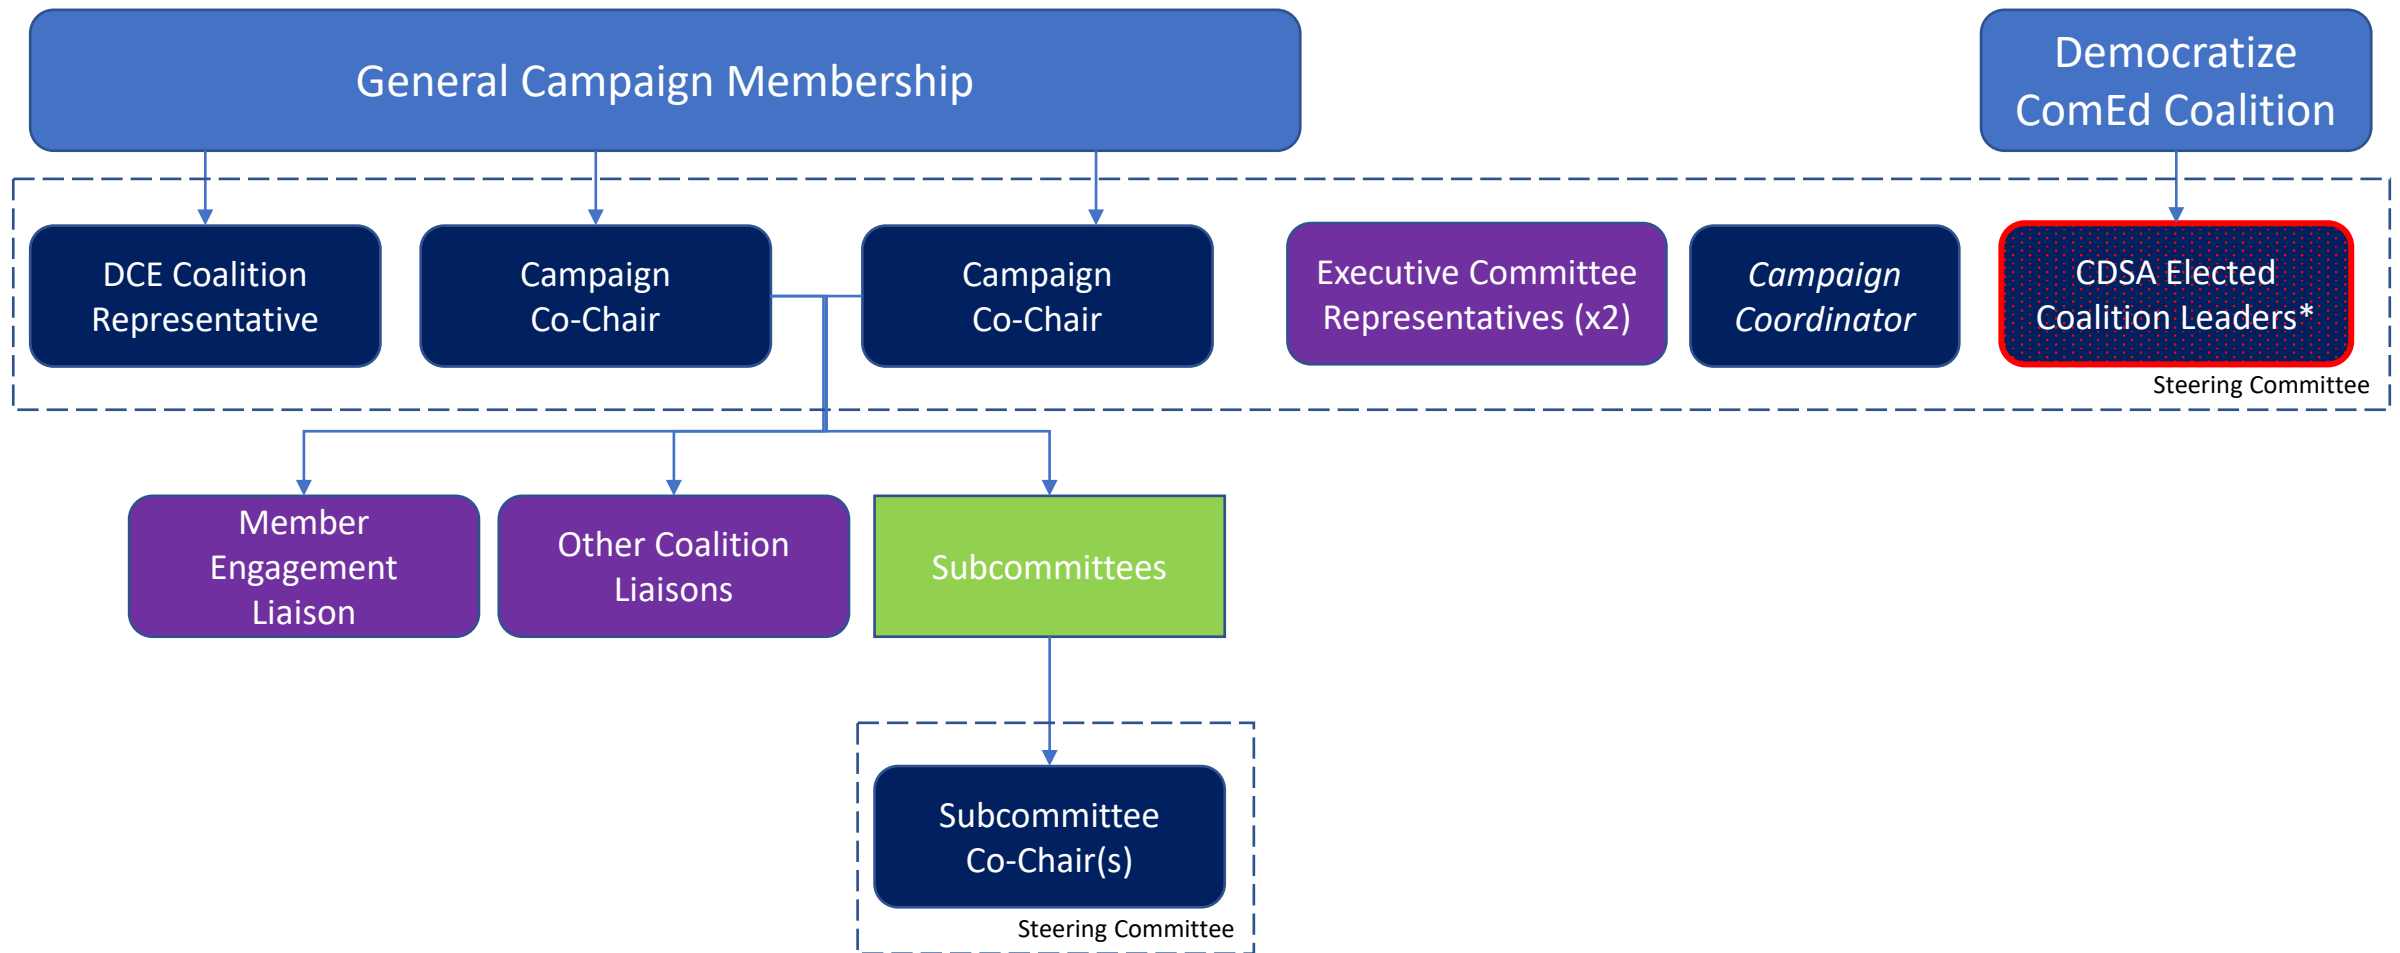 General Campaign Membership
Democratize
ComEd Coalition
DCE Coalition
Representative
Campaign
Co-Chair
Campaign
Co-Chair
Executive Committee
Representatives (x2)
Campaign
Coordinator
CDSA Elected
Coalition Leaders*
Steering Committee
Member
Engagement
Liaison
Other Coalition
Liaisons
Subcommittees
Subcommittee
Co-Chair(s)
Steering Committee